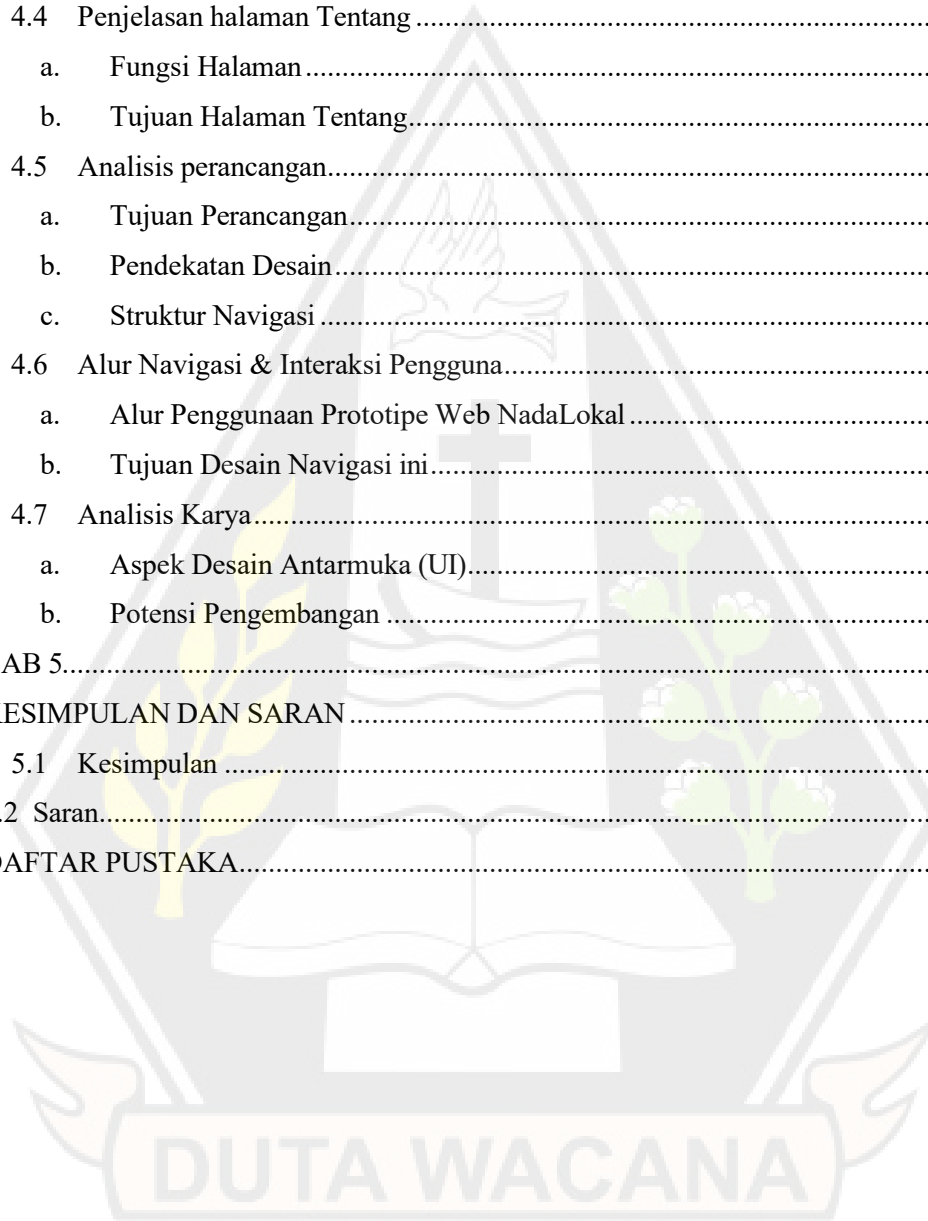 4.4 Penjelasan halaman Tentang ..........
a. Fungsi Halaman ..........
b. Tujuan Halaman Tentang ..........
4.5 Analisis perancangan ..........
a. Tujuan Perancangan ..........
b. Pendekatan Desain ..........
c. Struktur Navigasi ..........
4.6 Alur Navigasi & Interaksi Pengguna ..........
a. Alur Penggunaan Prototipe Web NadaLokal ..........
b. Tujuan Desain Navigasi ini ..........
4.7 Analisis Karya ..........
a. Aspek Desain Antarmuka (UI) ..........
b. Potensi Pengembangan ..........
AB 5 ..........
ESIMPULAN DAN SARAN ..........
5.1 Kesimpulan ..........
.2 Saran ..........
AFTAR PUSTAKA ..........
DUTA WACANA